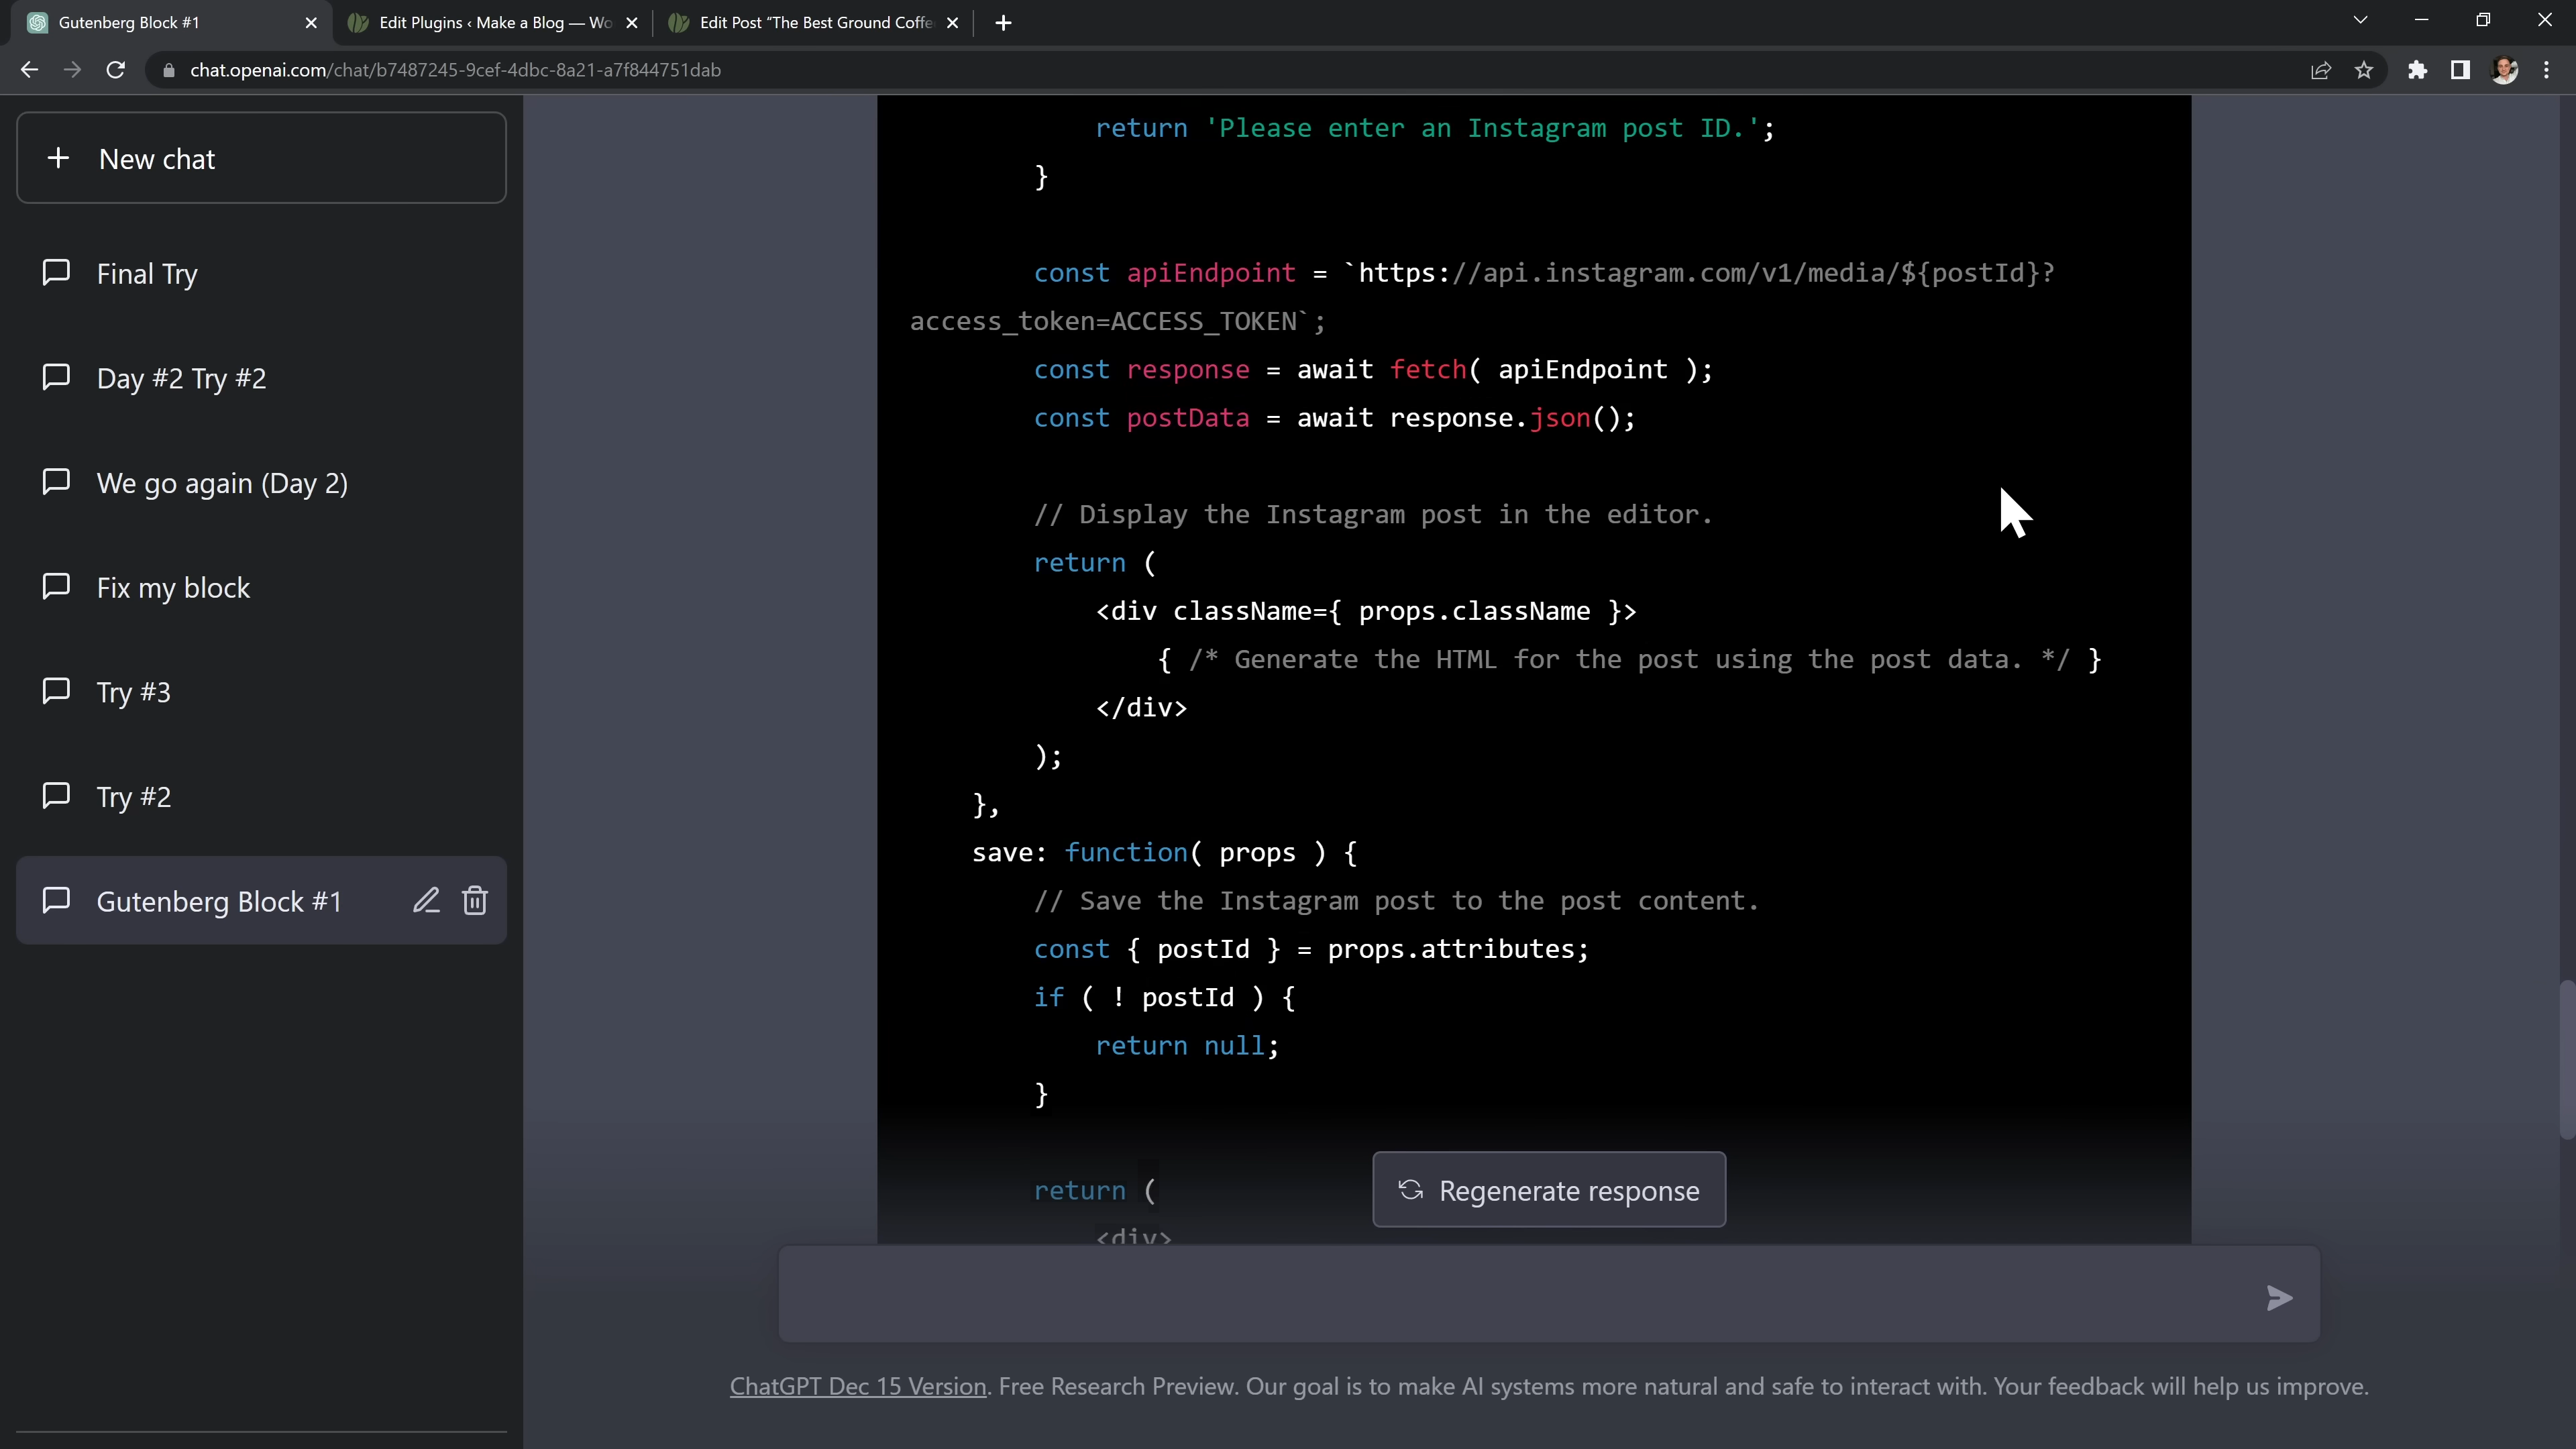 Gutenberg Block #1
Edit Plugins ‹ Make a Blog — Wo
Edit Post “The Best Ground Coffe
chat.openai.com/chat/b7487245-9cef-4dbc-8a21-a7f844751dab
New chat
Final Try
Day #2 Try #2
We go again (Day 2)
Fix my block
Try #3
Try #2
Gutenberg Block #1
return 'Please enter an Instagram post ID.';
}
const apiEndpoint = `https://api.instagram.com/v1/media/${postId}?
access_token=ACCESS_TOKEN`;
const response = await fetch( apiEndpoint );
const postData = await response.json();
// Display the Instagram post in the editor.
return (
<div className={ props.className }>
{ /* Generate the HTML for the post using the post data. */ }
</div>
);
},
save: function( props ) {
// Save the Instagram post to the post content.
const { postId } = props.attributes;
if ( ! postId ) {
return null;
}
return (
<div>
Regenerate response
ChatGPT Dec 15 Version. Free Research Preview. Our goal is to make AI systems more natural and safe to interact with. Your feedback will help us improve.